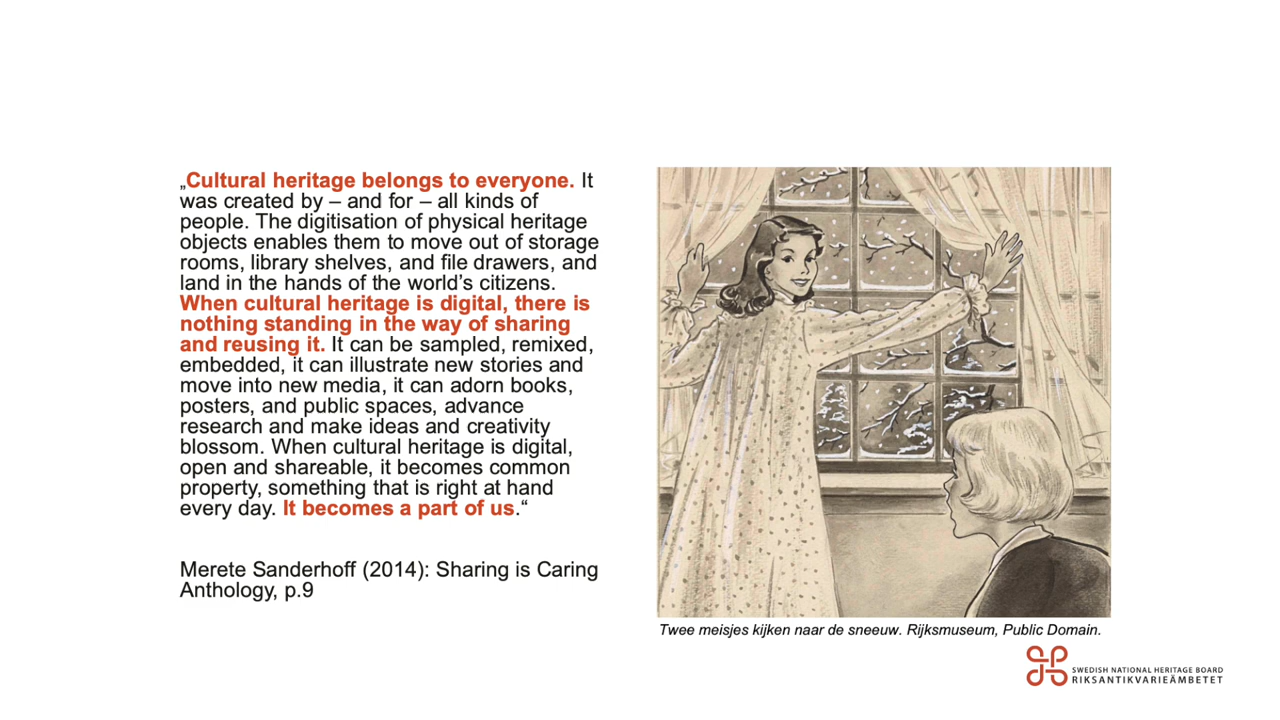 „Cultural heritage belongs to everyone. It
was created by – and for – all kinds of
people. The digitisation of physical heritage
objects enables them to move out of storage
rooms, library shelves, and file drawers, and
land in the hands of the world’s citizens.
When cultural heritage is digital, there is
nothing standing in the way of sharing
and reusing it. It can be sampled, remixed,
embedded, it can illustrate new stories and
move into new media, it can adorn books,
posters, and public spaces, advance
research and make ideas and creativity
blossom. When cultural heritage is digital,
open and shareable, it becomes common
property, something that is right at hand
every day. It becomes a part of us.“
Merete Sanderhoff (2014): Sharing is Caring
Anthology, p.9
Twee meisjes kijken naar de sneeuw. Rijksmuseum, Public Domain.
SWEDISH NATIONAL HERITAGE BOARD
RIKSANTIKVARIEÄMBETET